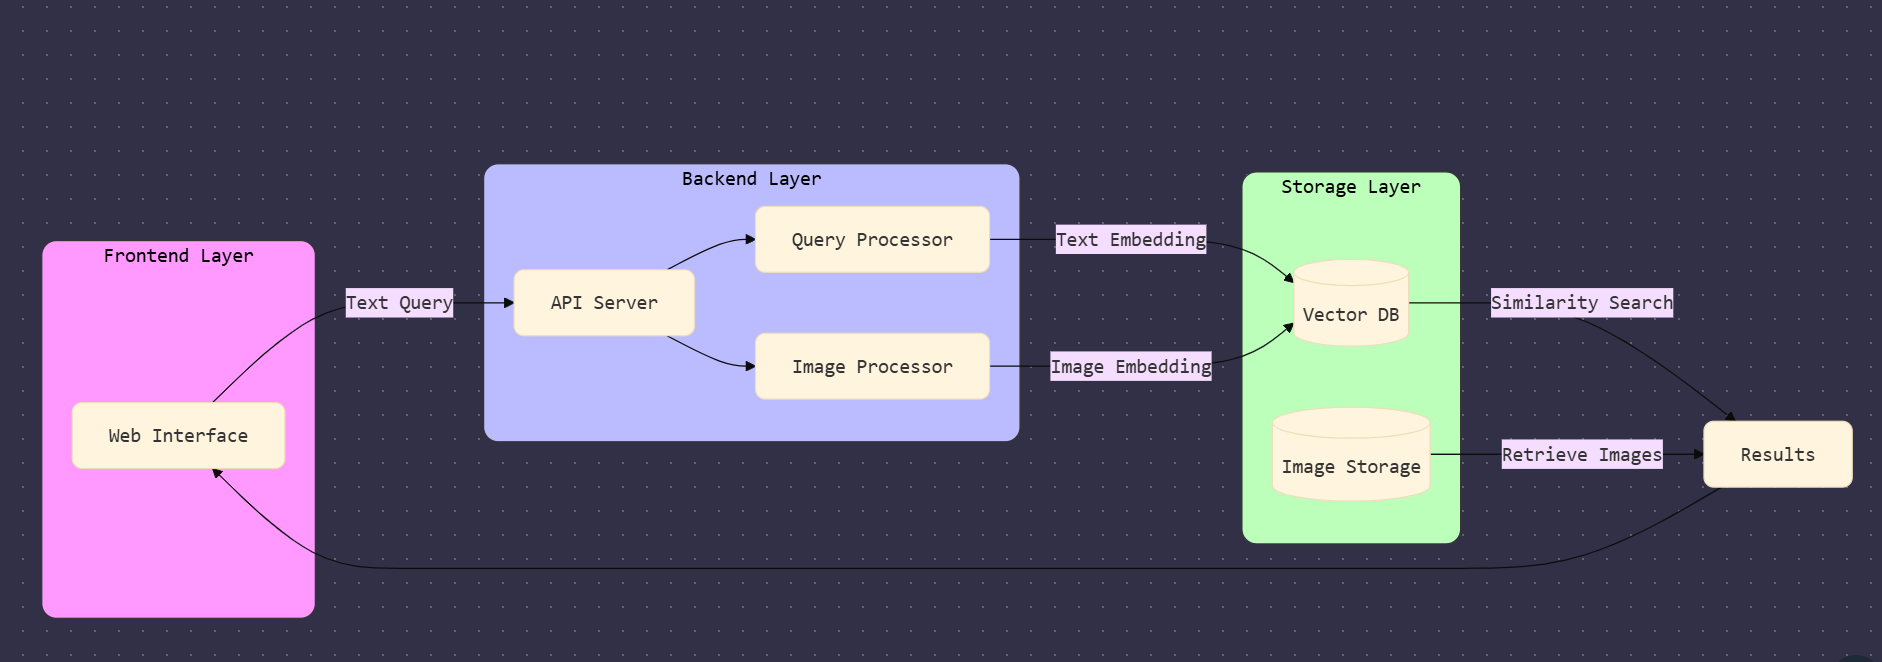 Frontend Layer
Web Interface
Text Query
Backend Layer
API Server
Query Processor
Image Processor
Text Embedding
Image Embedding
Storage Layer
Vector DB
Image Storage
Similarity Search
Retrieve Images
Results